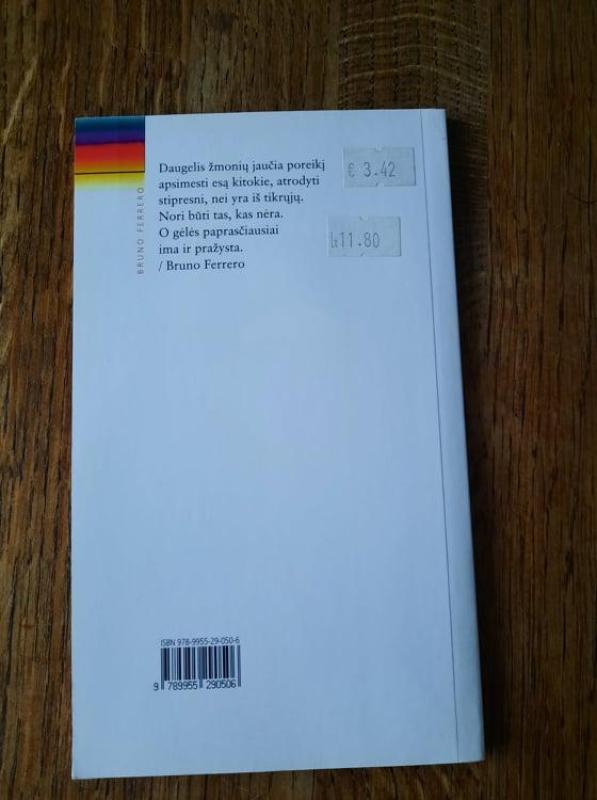 Daugelis žmonių jaučia poreikį
apsimesti esą kitokie, atrodyti
stipresni, nei yra iš tikrųjų.
Nori būti tas, kas nėra.
O gėlės paprasčiausiai
ima ir pražysta.
/ Bruno Ferrero
€ 3.42
Lt11.80
BRUNO FERRERO
ISBN 978-9955-29-050-6
9 789955 290506